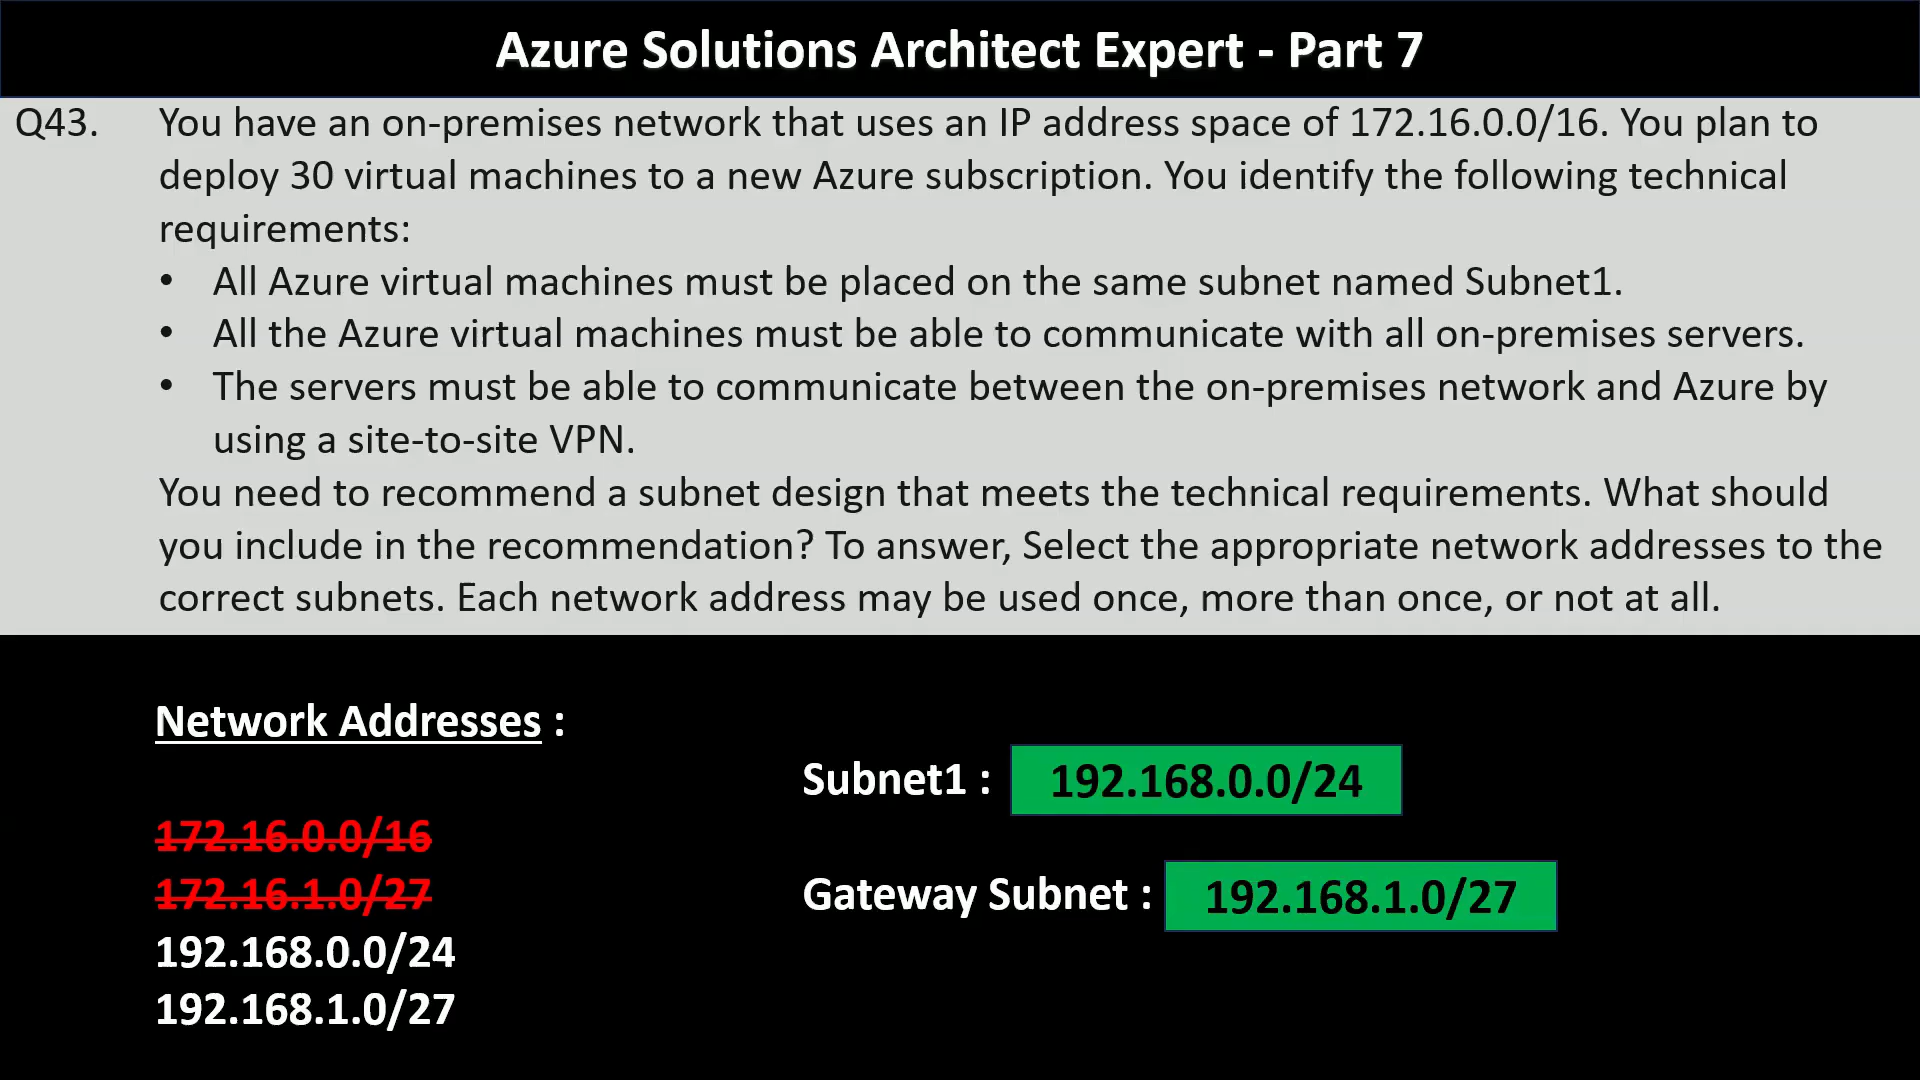 Azure Solutions Architect Expert - Part 7
Q43. You have an on-premises network that uses an IP address space of 172.16.0.0/16. You plan to
deploy 30 virtual machines to a new Azure subscription. You identify the following technical
requirements:
• All Azure virtual machines must be placed on the same subnet named Subnet1.
• All the Azure virtual machines must be able to communicate with all on-premises servers.
• The servers must be able to communicate between the on-premises network and Azure by
using a site-to-site VPN.
You need to recommend a subnet design that meets the technical requirements. What should
you include in the recommendation? To answer, Select the appropriate network addresses to the
correct subnets. Each network address may be used once, more than once, or not at all.
Network Addresses :
172.16.0.0/16
172.16.1.0/27
192.168.0.0/24
192.168.1.0/27
Subnet1 : 192.168.0.0/24
Gateway Subnet : 192.168.1.0/27